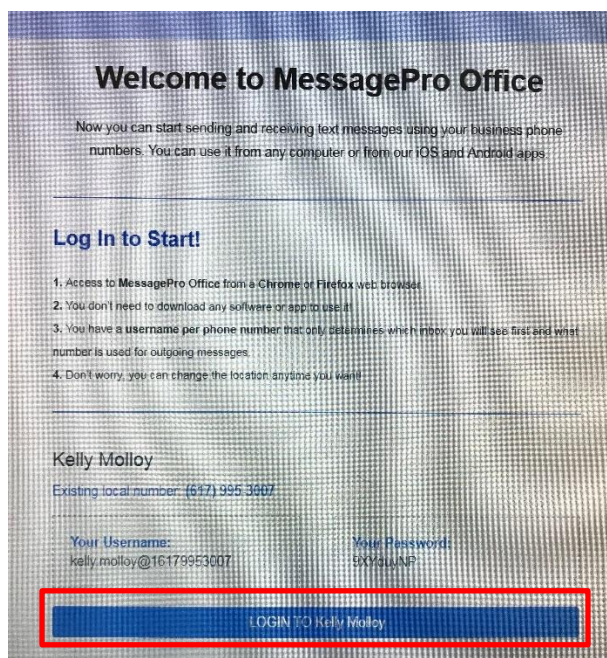 Welcome to MessagePro Office
Now you can start sending and receiving text messages using your business phone
numbers. You can use it from any computer or from our iOS and Android apps.
Log In to Start!
1. Access to MessagePro Office from a Chrome or Firefox web browser.
2. You don't need to download any software or app to use it!
3. You have a username per phone number that only determines which inbox you will see first and what
number is used for outgoing messages.
4. Don't worry, you can change the location anytime you want!
Kelly Molloy
Existing local number: (617) 995-3007
Your Username: Your Password:
kelly.molloy@16179953007 9XYduyNP
LOGIN TO Kelly Molloy